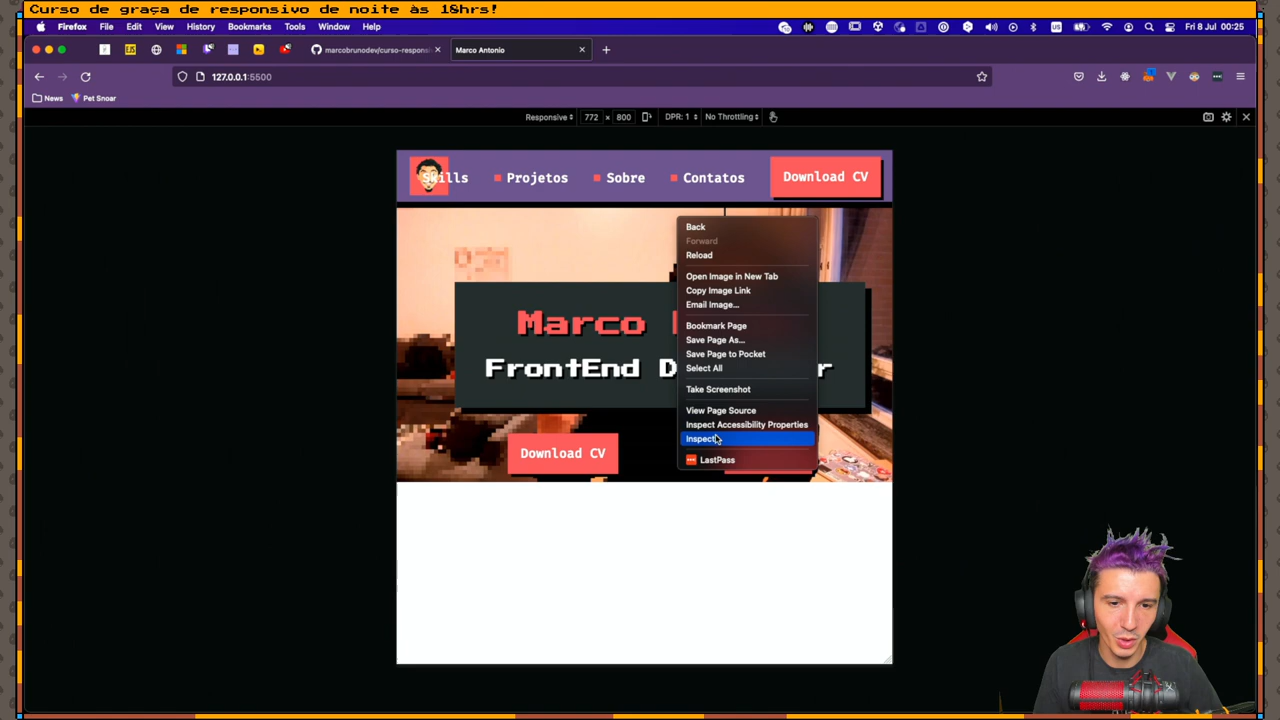 Curso de graça de responsivo de noite às 18hrs!
Firefox File Edit View History Bookmarks Tools Window Help
US
Fri 8 Jul 00:25
marcobrunodev/curso-responsi
Marco Antonio
127.0.0.1:5500
News
Pet Snoar
Responsive
772 × 800
DPR: 1
No Throttling
Skills
Projetos
Sobre
Contatos
Download CV
Back
Forward
Reload
Open Image in New Tab
Copy Image Link
Email Image...
Bookmark Page
Save Page As...
Save Page to Pocket
Select All
Take Screenshot
View Page Source
Inspect Accessibility Properties
Inspect
LastPass
Marco
FrontEnd D
r
Download CV